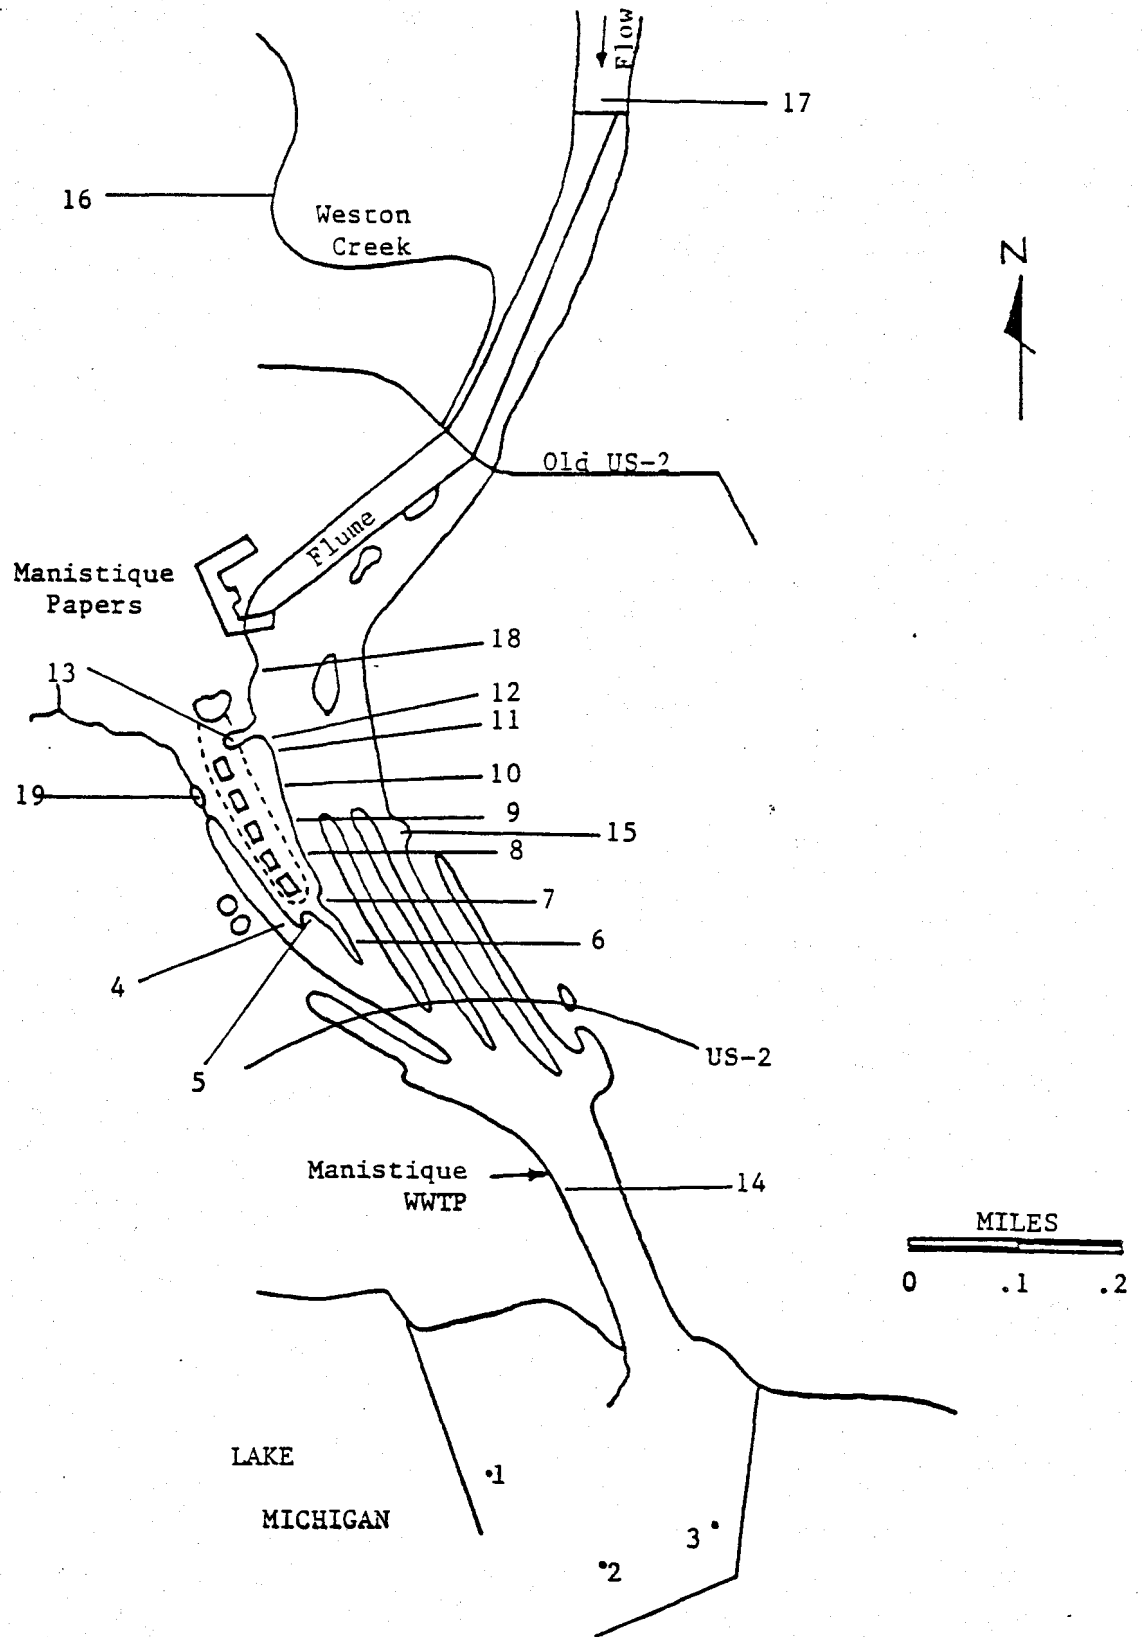 Flow
17
16
Weston
Creek
N
Old US-2
Flume
Manistique
Papers
18
13
12
11
10
19
9
15
8
7
6
4
5
US-2
Manistique
WWTP
14
MILES
0 .1 .2
LAKE
MICHIGAN
1
3
2